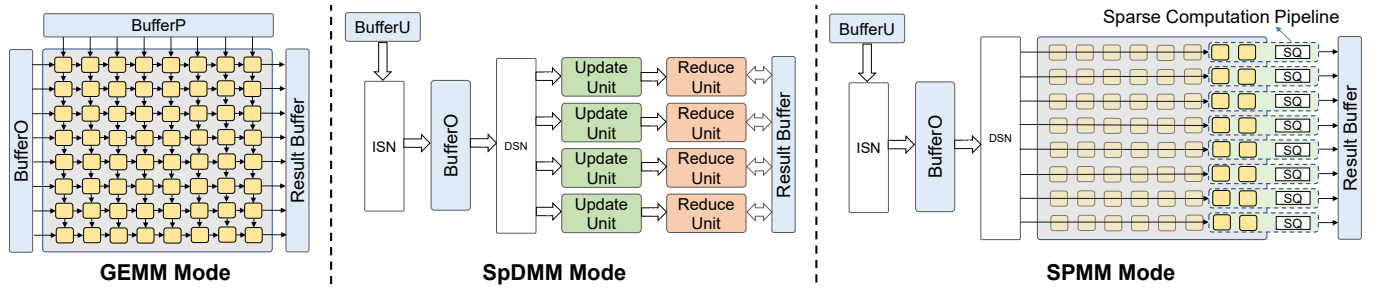 BufferP
BufferO
Result Buffer
GEMM Mode
BufferU
ISN
BufferO
DSN
Update
Unit
Reduce
Unit
Update
Unit
Reduce
Unit
Update
Unit
Reduce
Unit
Update
Unit
Reduce
Unit
Result Buffer
SpDMM Mode
Sparse Computation Pipeline
BufferU
ISN
BufferO
DSN
SQ
SQ
SQ
SQ
SQ
SQ
SQ
SQ
Result Buffer
SPMM Mode